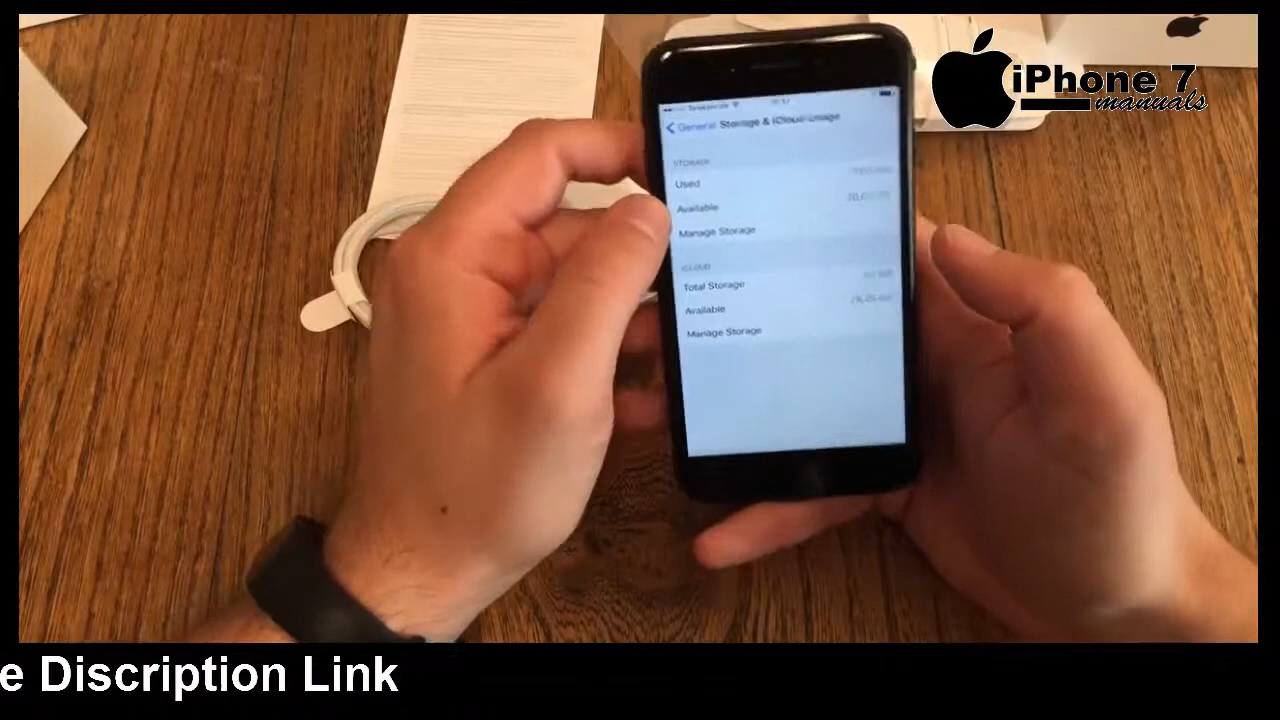 iPhone 7
manuals
General Storage & iCloud Usage
STORAGE
Used
Available
Manage Storage
ICLOUD
Total Storage
Available
Manage Storage
e Discription Link